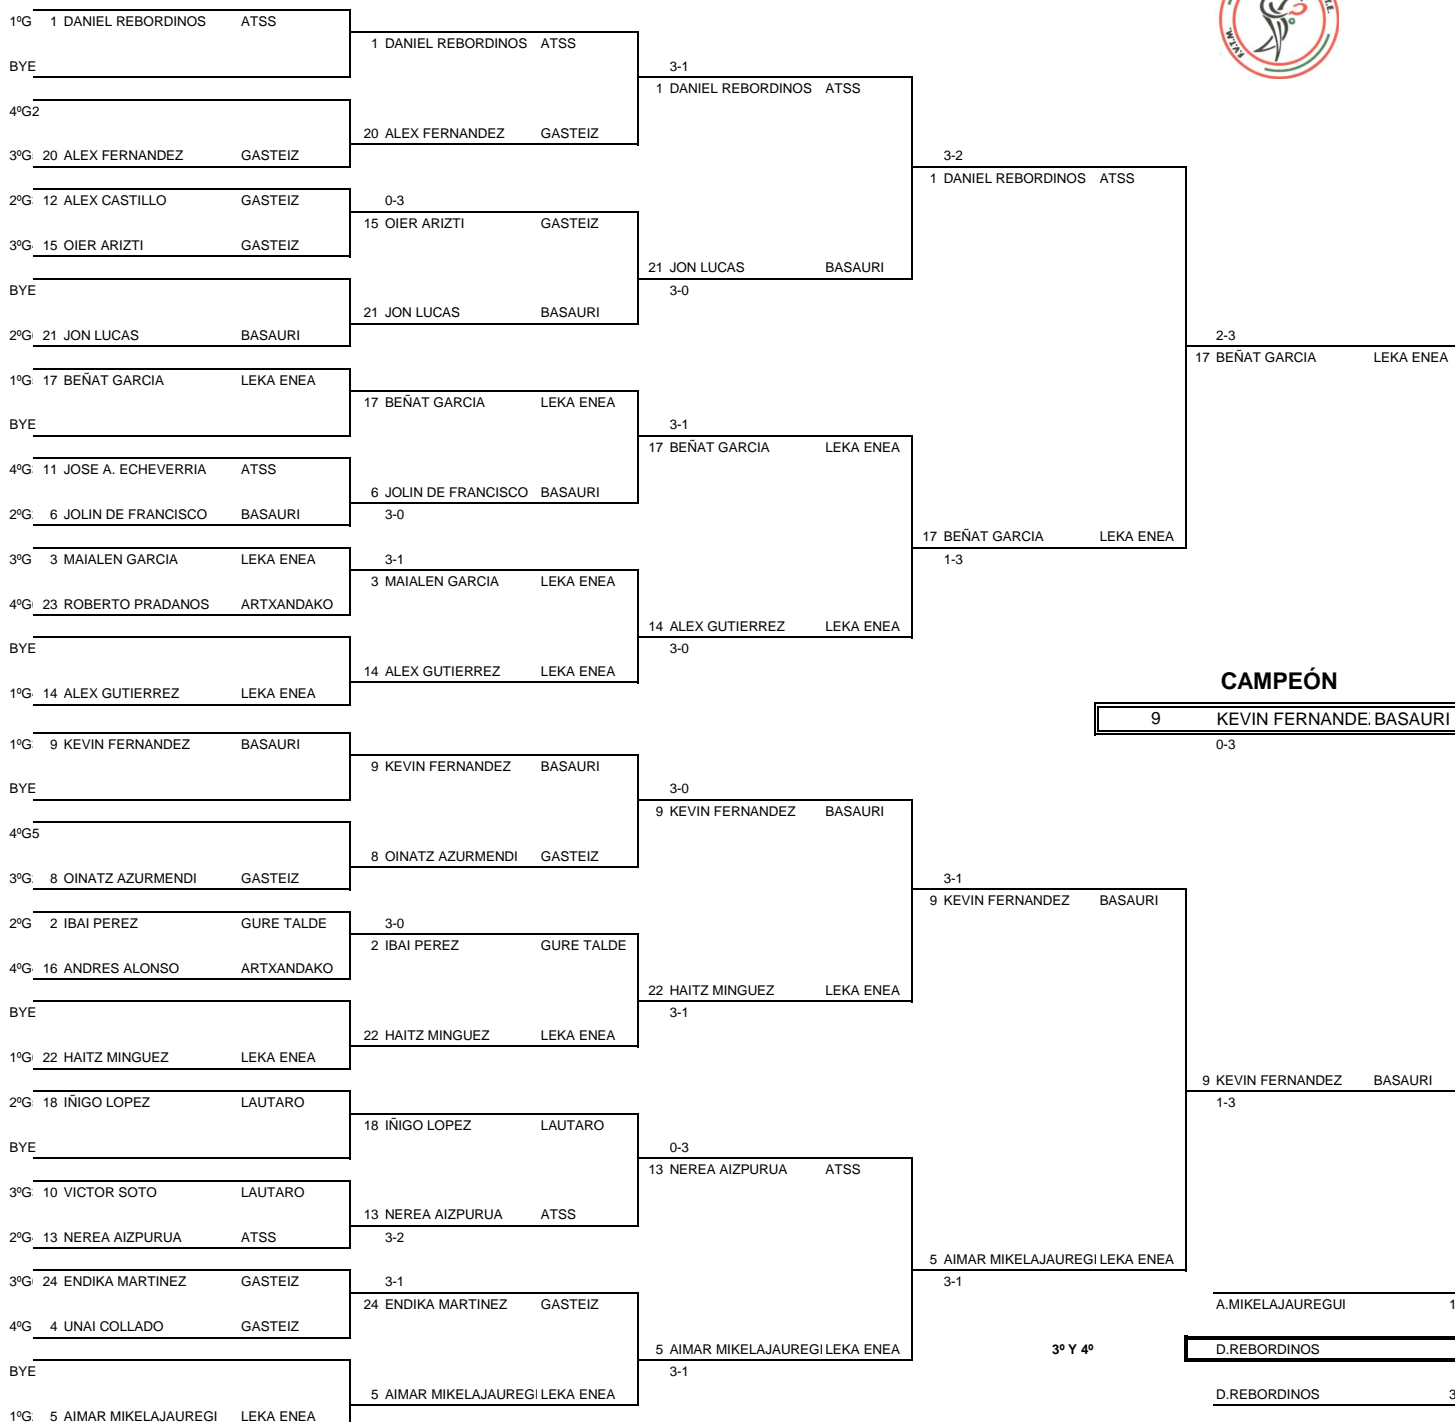 1ºG 1 DANIEL REBORDINOS ATSS
1 DANIEL REBORDINOS ATSS
BYE 3-1
1 DANIEL REBORDINOS ATSS
4ºG2
20 ALEX FERNANDEZ GASTEIZ
3ºG 20 ALEX FERNANDEZ GASTEIZ 3-2
1 DANIEL REBORDINOS ATSS
2ºG 12 ALEX CASTILLO GASTEIZ 0-3
15 OIER ARIZTI GASTEIZ
3ºG 15 OIER ARIZTI GASTEIZ
21 JON LUCAS BASAURI
BYE 3-0
21 JON LUCAS BASAURI
2ºG 21 JON LUCAS BASAURI 2-3
17 BEÑAT GARCIA LEKA ENEA
1ºG 17 BEÑAT GARCIA LEKA ENEA
17 BEÑAT GARCIA LEKA ENEA
BYE 3-1
17 BEÑAT GARCIA LEKA ENEA
4ºG 11 JOSE A. ECHEVERRIA ATSS
6 JOLIN DE FRANCISCO BASAURI
2ºG 6 JOLIN DE FRANCISCO BASAURI 3-0
17 BEÑAT GARCIA LEKA ENEA
3ºG 3 MAIALEN GARCIA LEKA ENEA 3-1 1-3
3 MAIALEN GARCIA LEKA ENEA
4ºG 23 ROBERTO PRADANOS ARTXANDAKO
14 ALEX GUTIERREZ LEKA ENEA
BYE 3-0
14 ALEX GUTIERREZ LEKA ENEA
CAMPEÓN
1ºG 14 ALEX GUTIERREZ LEKA ENEA
9 KEVIN FERNANDE BASAURI
1ºG 9 KEVIN FERNANDEZ BASAURI 0-3
9 KEVIN FERNANDEZ BASAURI
BYE 3-0
9 KEVIN FERNANDEZ BASAURI
4ºG5
8 OINATZ AZURMENDI GASTEIZ
3ºG 8 OINATZ AZURMENDI GASTEIZ 3-1
9 KEVIN FERNANDEZ BASAURI
2ºG 2 IBAI PEREZ GURE TALDE 3-0
2 IBAI PEREZ GURE TALDE
4ºG 16 ANDRES ALONSO ARTXANDAKO
22 HAITZ MINGUEZ LEKA ENEA
BYE 3-1
22 HAITZ MINGUEZ LEKA ENEA
1ºG 22 HAITZ MINGUEZ LEKA ENEA
9 KEVIN FERNANDEZ BASAURI
2ºG 18 IÑIGO LOPEZ LAUTARO 1-3
18 IÑIGO LOPEZ LAUTARO
BYE 0-3
13 NEREA AIZPURUA ATSS
3ºG 10 VICTOR SOTO LAUTARO
13 NEREA AIZPURUA ATSS
2ºG 13 NEREA AIZPURUA ATSS 3-2
5 AIMAR MIKELAJAUREGI LEKA ENEA
3ºG 24 ENDIKA MARTINEZ GASTEIZ 3-1 3-1
24 ENDIKA MARTINEZ GASTEIZ A.MIKELAJAUREGUI 1
4ºG 4 UNAI COLLADO GASTEIZ
5 AIMAR MIKELAJAUREGI LEKA ENEA 3º Y 4º D.REBORDINOS
BYE 3-1
5 AIMAR MIKELAJAUREGI LEKA ENEA D.REBORDINOS 3
1ºG 5 AIMAR MIKELAJAUREGI LEKA ENEA